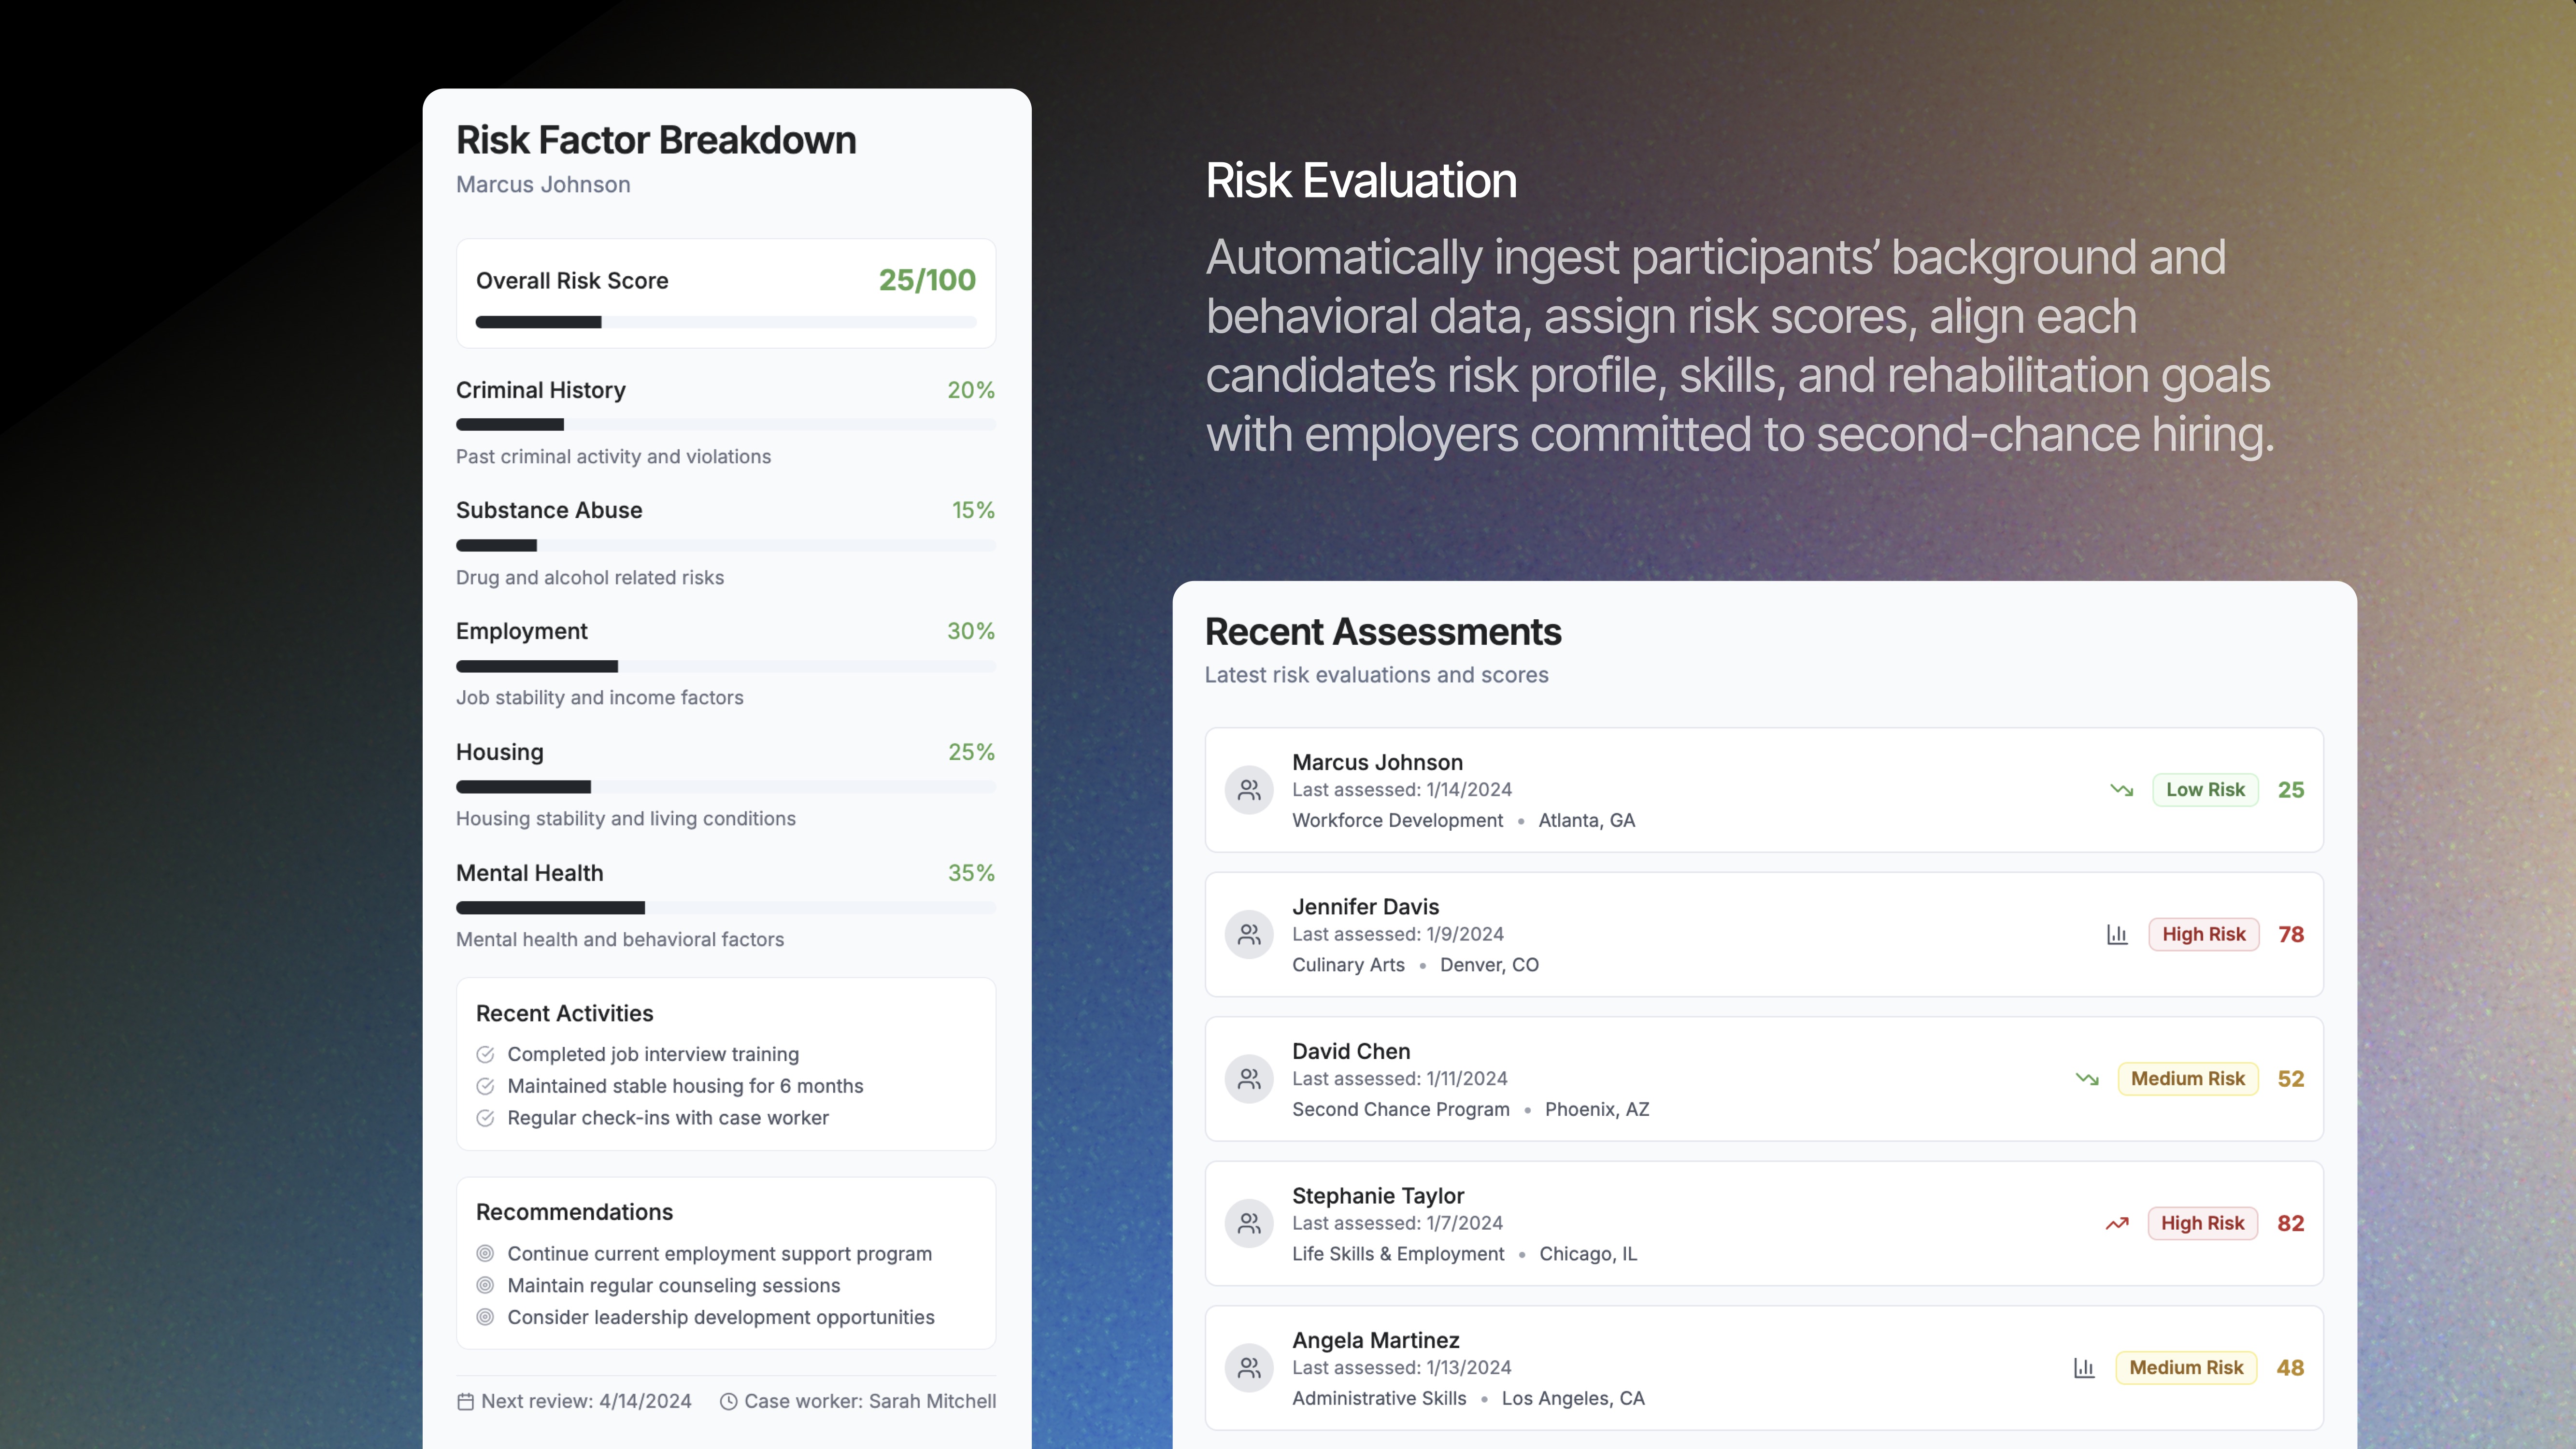 Risk Factor Breakdown
Marcus Johnson
Overall Risk Score 25/100
Criminal History 20%
Past criminal activity and violations
Substance Abuse 15%
Drug and alcohol related risks
Employment 30%
Job stability and income factors
Housing 25%
Housing stability and living conditions
Mental Health 35%
Mental health and behavioral factors
Recent Activities
Completed job interview training
Maintained stable housing for 6 months
Regular check-ins with case worker
Recommendations
Continue current employment support program
Maintain regular counseling sessions
Consider leadership development opportunities
Next review: 4/14/2024 Case worker: Sarah Mitchell
Risk Evaluation
Automatically ingest participants’ background and
behavioral data, assign risk scores, align each
candidate’s risk profile, skills, and rehabilitation goals
with employers committed to second-chance hiring.
Recent Assessments
Latest risk evaluations and scores
Marcus Johnson
Last assessed: 1/14/2024
Workforce Development • Atlanta, GA
Low Risk 25
Jennifer Davis
Last assessed: 1/9/2024
Culinary Arts • Denver, CO
High Risk 78
David Chen
Last assessed: 1/11/2024
Second Chance Program • Phoenix, AZ
Medium Risk 52
Stephanie Taylor
Last assessed: 1/7/2024
Life Skills & Employment • Chicago, IL
High Risk 82
Angela Martinez
Last assessed: 1/13/2024
Administrative Skills • Los Angeles, CA
Medium Risk 48